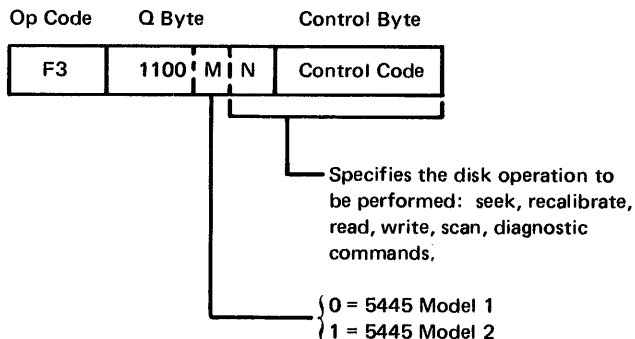 Op Code Q Byte Control Byte
F3 1100 M N Control Code
Specifies the disk operation to
be performed: seek, recalibrate,
read, write, scan, diagnostic
commands.
0 = 5445 Model 1
1 = 5445 Model 2